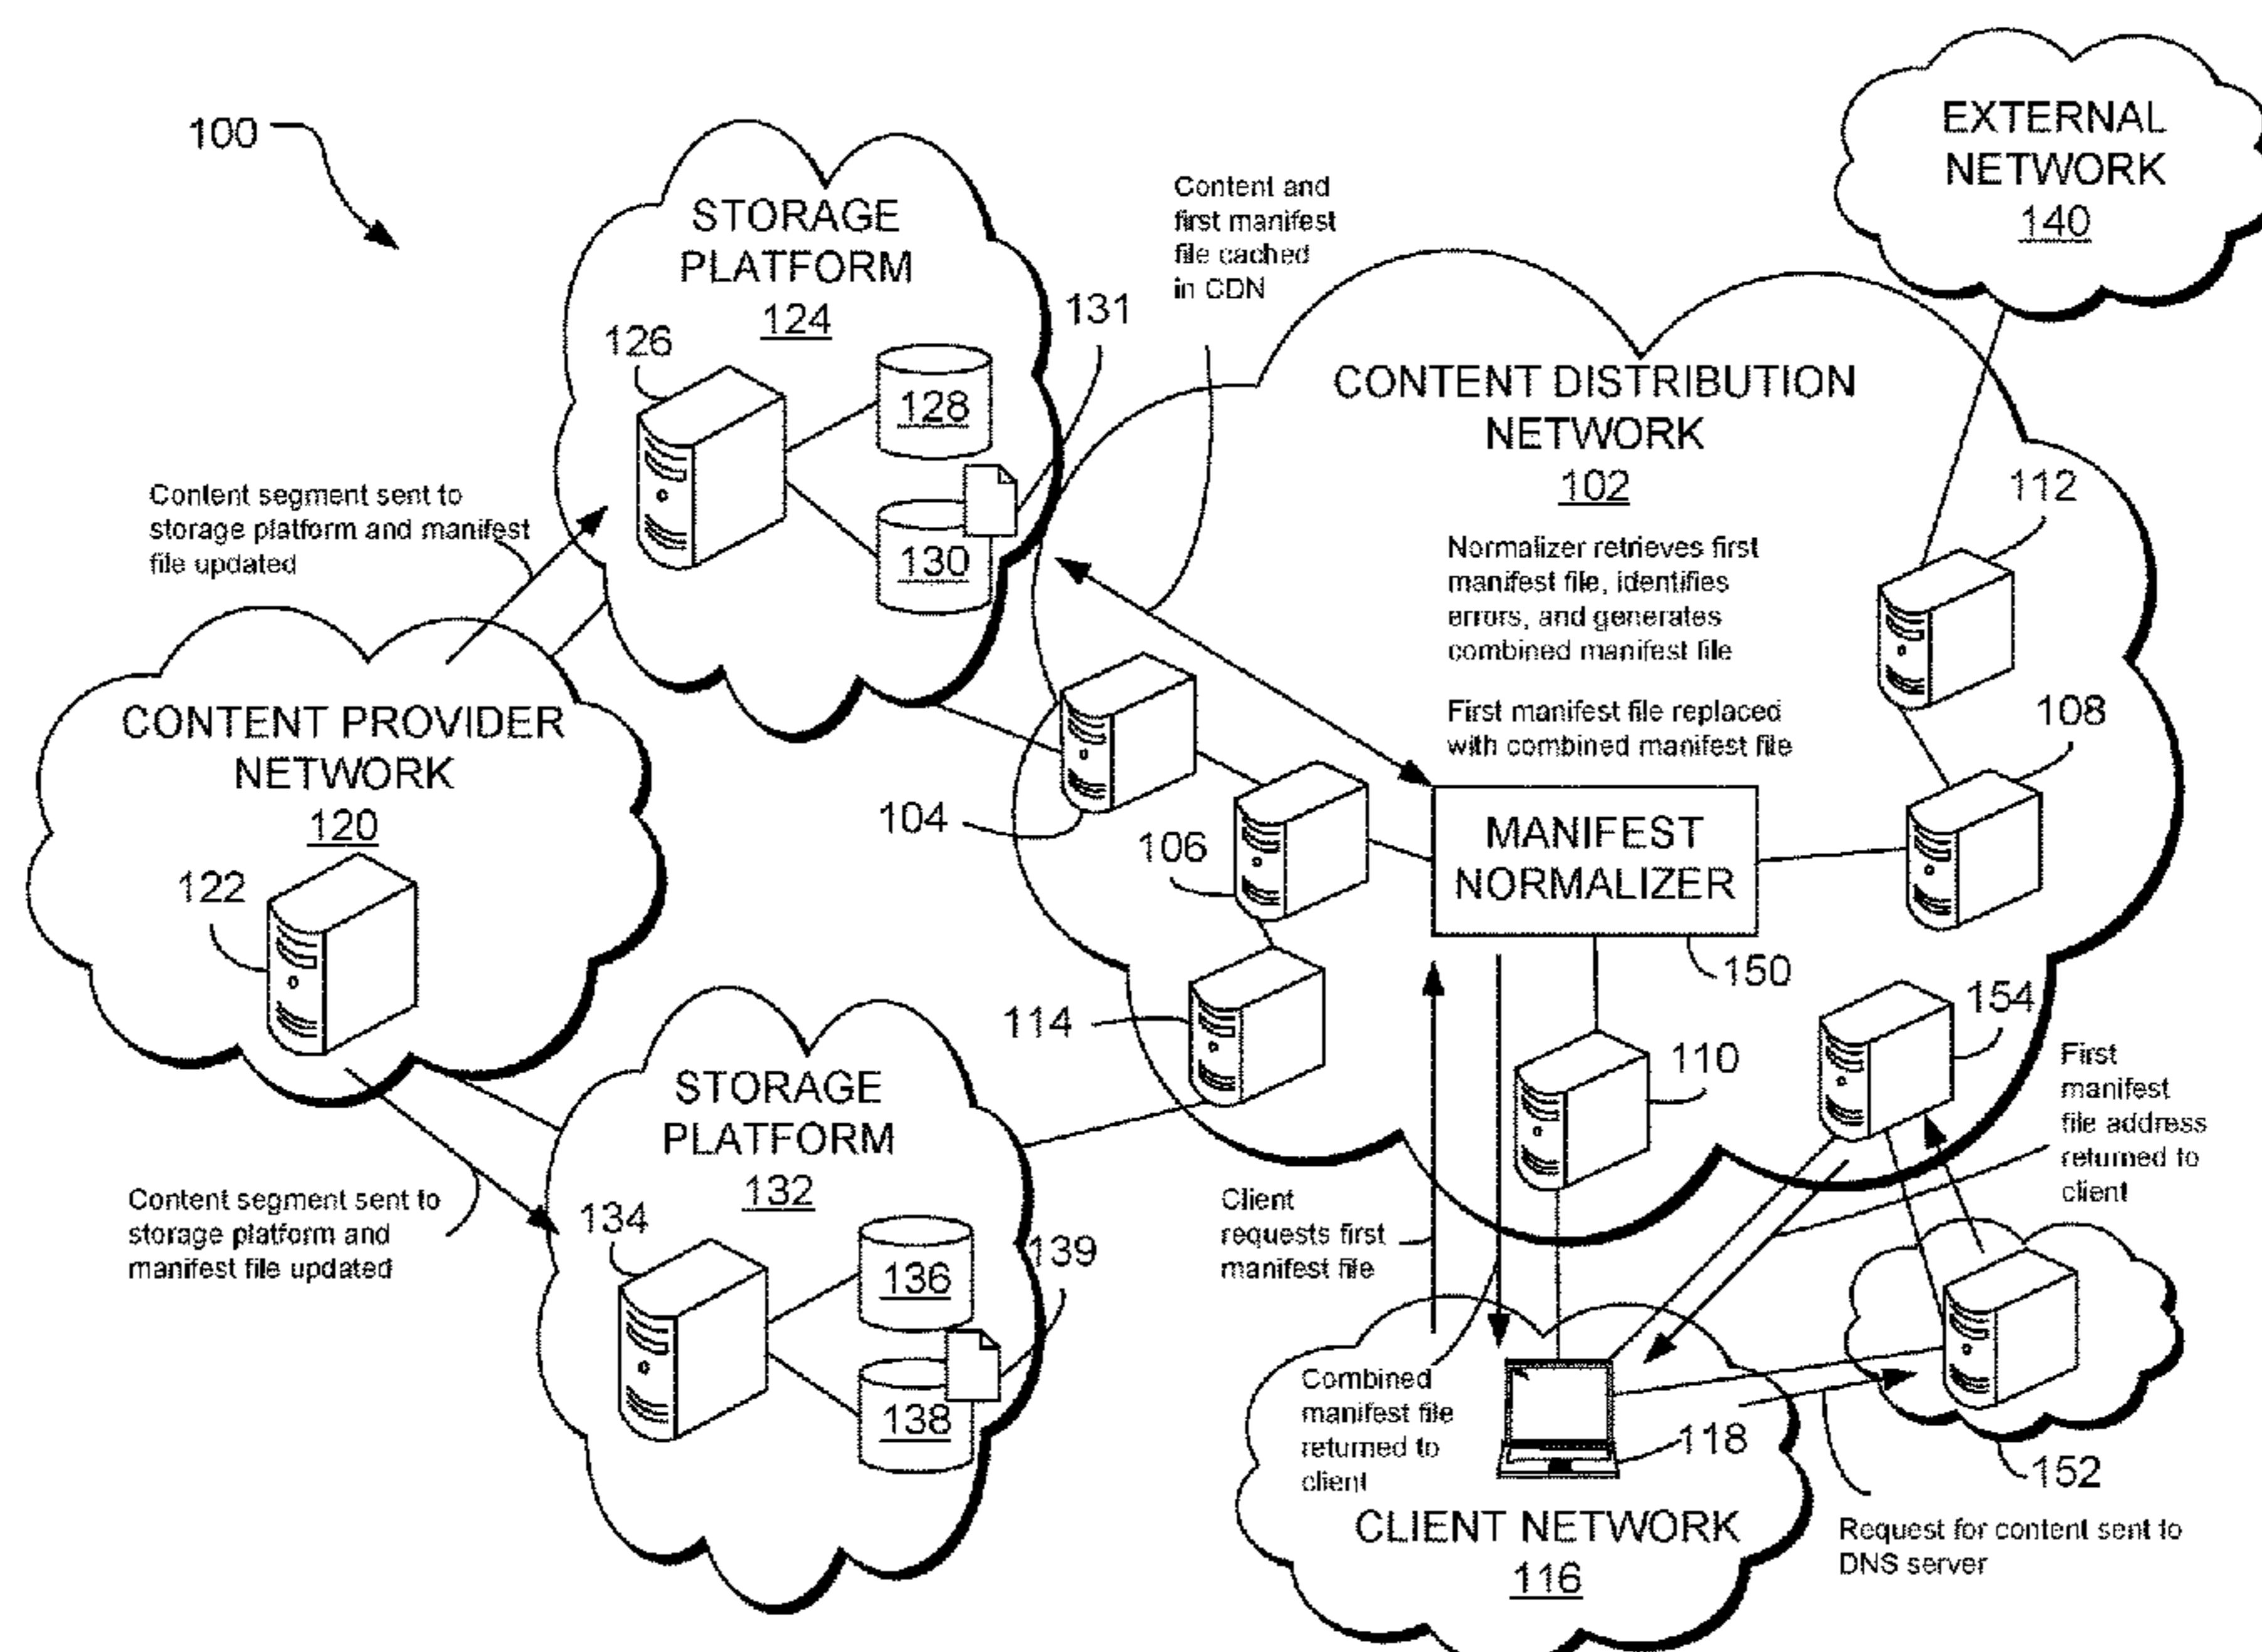 100
STORAGE
PLATFORM
124
126
128
130
131
Content and
first manifest
file cached
in CDN
EXTERNAL
NETWORK
140
CONTENT DISTRIBUTION
NETWORK
102
112
Content segment sent to
storage platform and manifest
file updated
Normalizer retrieves first
manifest file, identifies
errors, and generates
combined manifest file
First manifest file replaced
with combined manifest file
108
CONTENT PROVIDER
NETWORK
120
122
104
106
MANIFEST
NORMALIZER
150
114
110
154
First
manifest
file address
returned to
client
STORAGE
PLATFORM
132
134
136
138
139
Content segment sent to
storage platform and
manifest file updated
Client
requests first
manifest file
Combined
manifest file
returned to
client
118
152
CLIENT NETWORK
116
Request for content sent to
DNS server